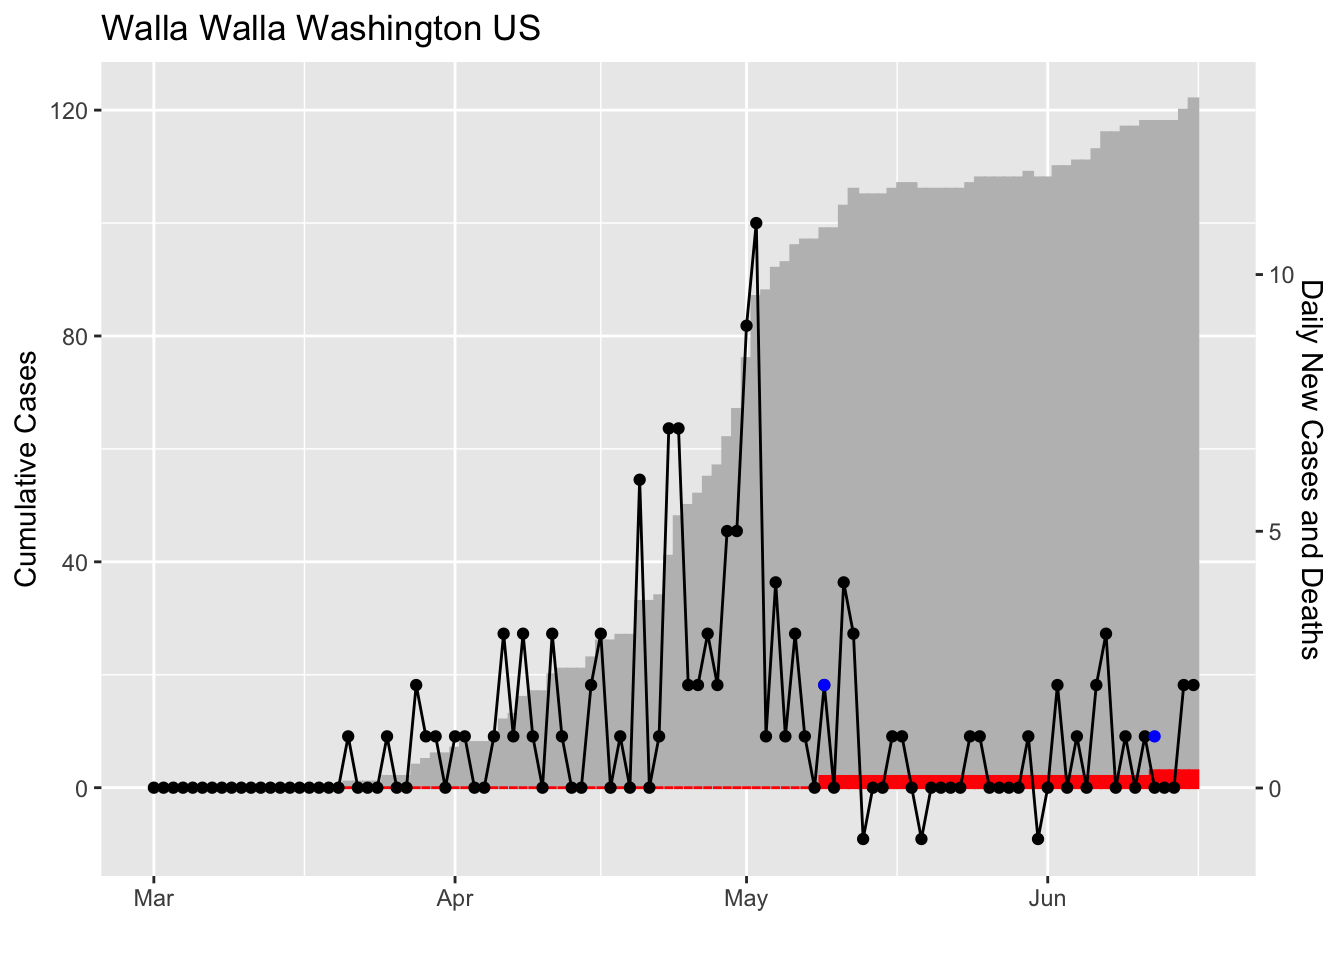 Walla Walla Washington US
Cumulative Cases
120
80
40
0
10
5
0
Daily New Cases and Deaths
Mar
Apr
May
Jun